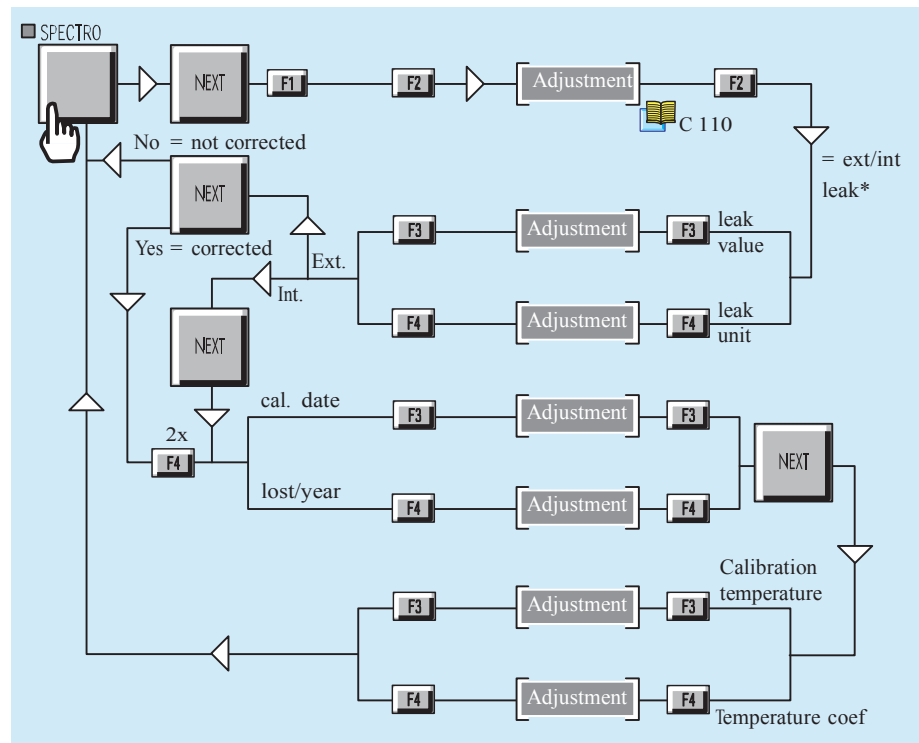 SPECTRO
NEXT F1 F2 Adjustment F2
C 110
No = not corrected
= ext/int
leak*
NEXT
F3 Adjustment F3 leak
value
Yes = corrected
Ext.
Int.
F4 Adjustment F4 leak
unit
NEXT
cal. date F3 Adjustment F3
2x
F4
NEXT
lost/year F4 Adjustment F4
Calibration
temperature
F3 Adjustment F3
F4 Adjustment F4 Temperature coef